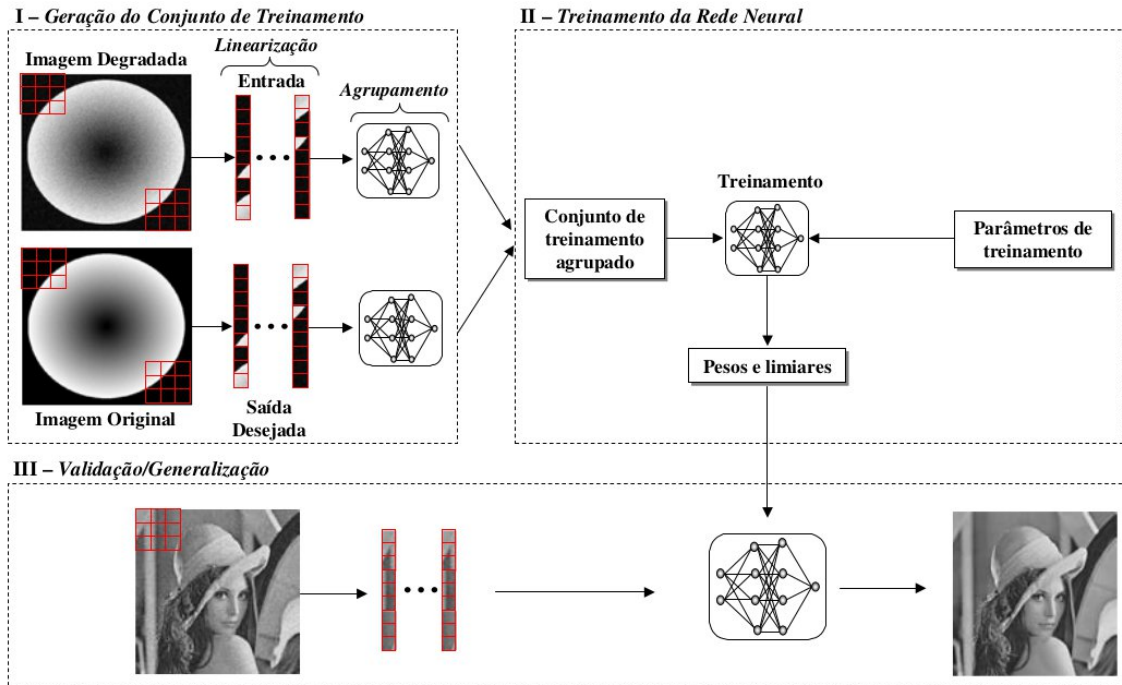 I – Geração do Conjunto de Treinamento
Imagem Degradada
Linearização
Entrada
Agrupamento
Imagem Original
Saída
Desejada
II – Treinamento da Rede Neural
Conjunto de
treinamento
agrupado
Treinamento
Parâmetros de
treinamento
Pesos e limiares
III – Validação/Generalização